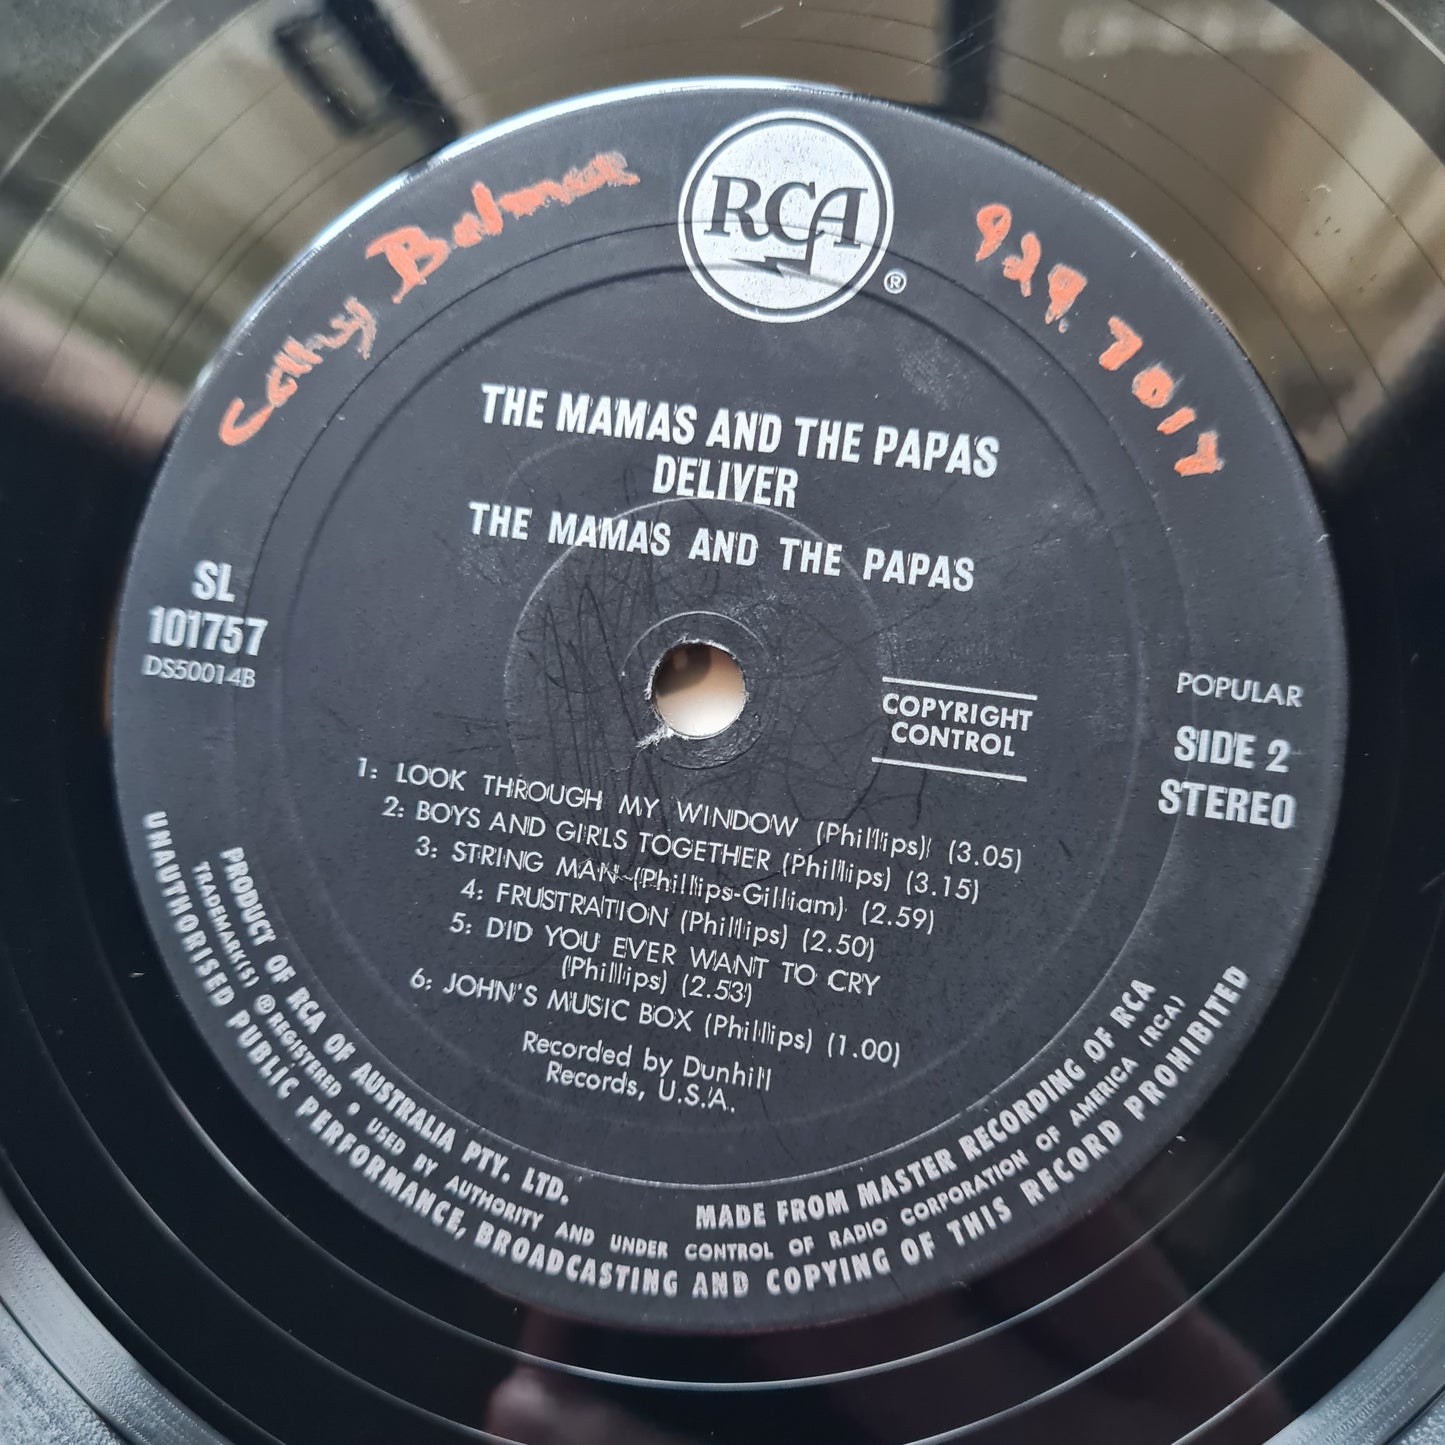 RCA
®
929.7017
THE MAMAS AND THE PAPAS
DELIVER
THE MAMAS AND THE PAPAS
SL
101757
DS50014B
COPYRIGHT
CONTROL
POPULAR
SIDE 2
STEREO
1: LOOK THROUGH MY WINDOW (Phillips) (3.05)
2: BOYS AND GIRLS TOGETHER (Phillips) (3.15)
3: STRING MAN (Phillips-Gilliam) (2.59)
4: FRUSTRATION (Phillips) (2.50)
5: DID YOU EVER WANT TO CRY
(Phillips) (2.53)
6: JOHN'S MUSIC BOX (Phillips) (1.00)
Recorded by Dunhill
Records, U.S.A.
PRODUCT OF RCA OF AUSTRALIA PTY. LTD. MADE FROM MASTER RECORDING OF RCA
TRADEMARK(S) ® REGISTERED • USED BY AUTHORITY AND UNDER CONTROL OF RADIO CORPORATION OF AMERICA (RCA)
UNAUTHORISED PUBLIC PERFORMANCE, BROADCASTING AND COPYING OF THIS RECORD PROHIBITED